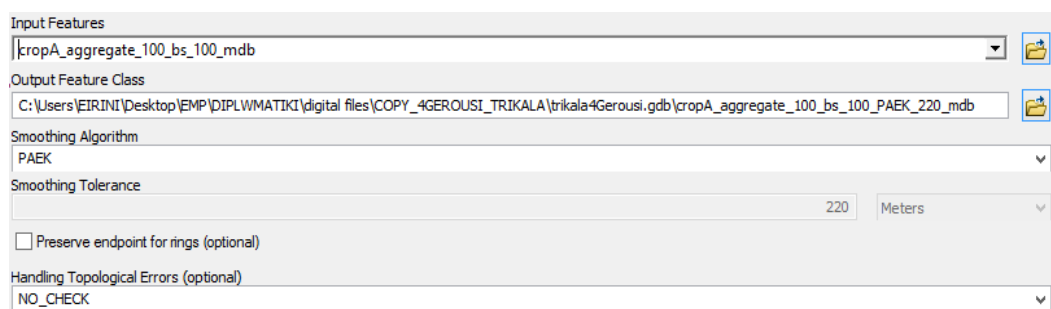 Input Features
cropA_aggregate_100_bs_100_mdb
Output Feature Class
C:\Users\EIRINI\Desktop\EMP\DIPLWMATIKI\digital files\COPY_4GEROUSI_TRIKALA\trikala4Gerousi.gdb\cropA_aggregate_100_bs_100_PAEK_220_mdb
Smoothing Algorithm
PAEK
Smoothing Tolerance
220 Meters
Preserve endpoint for rings (optional)
Handling Topological Errors (optional)
NO_CHECK